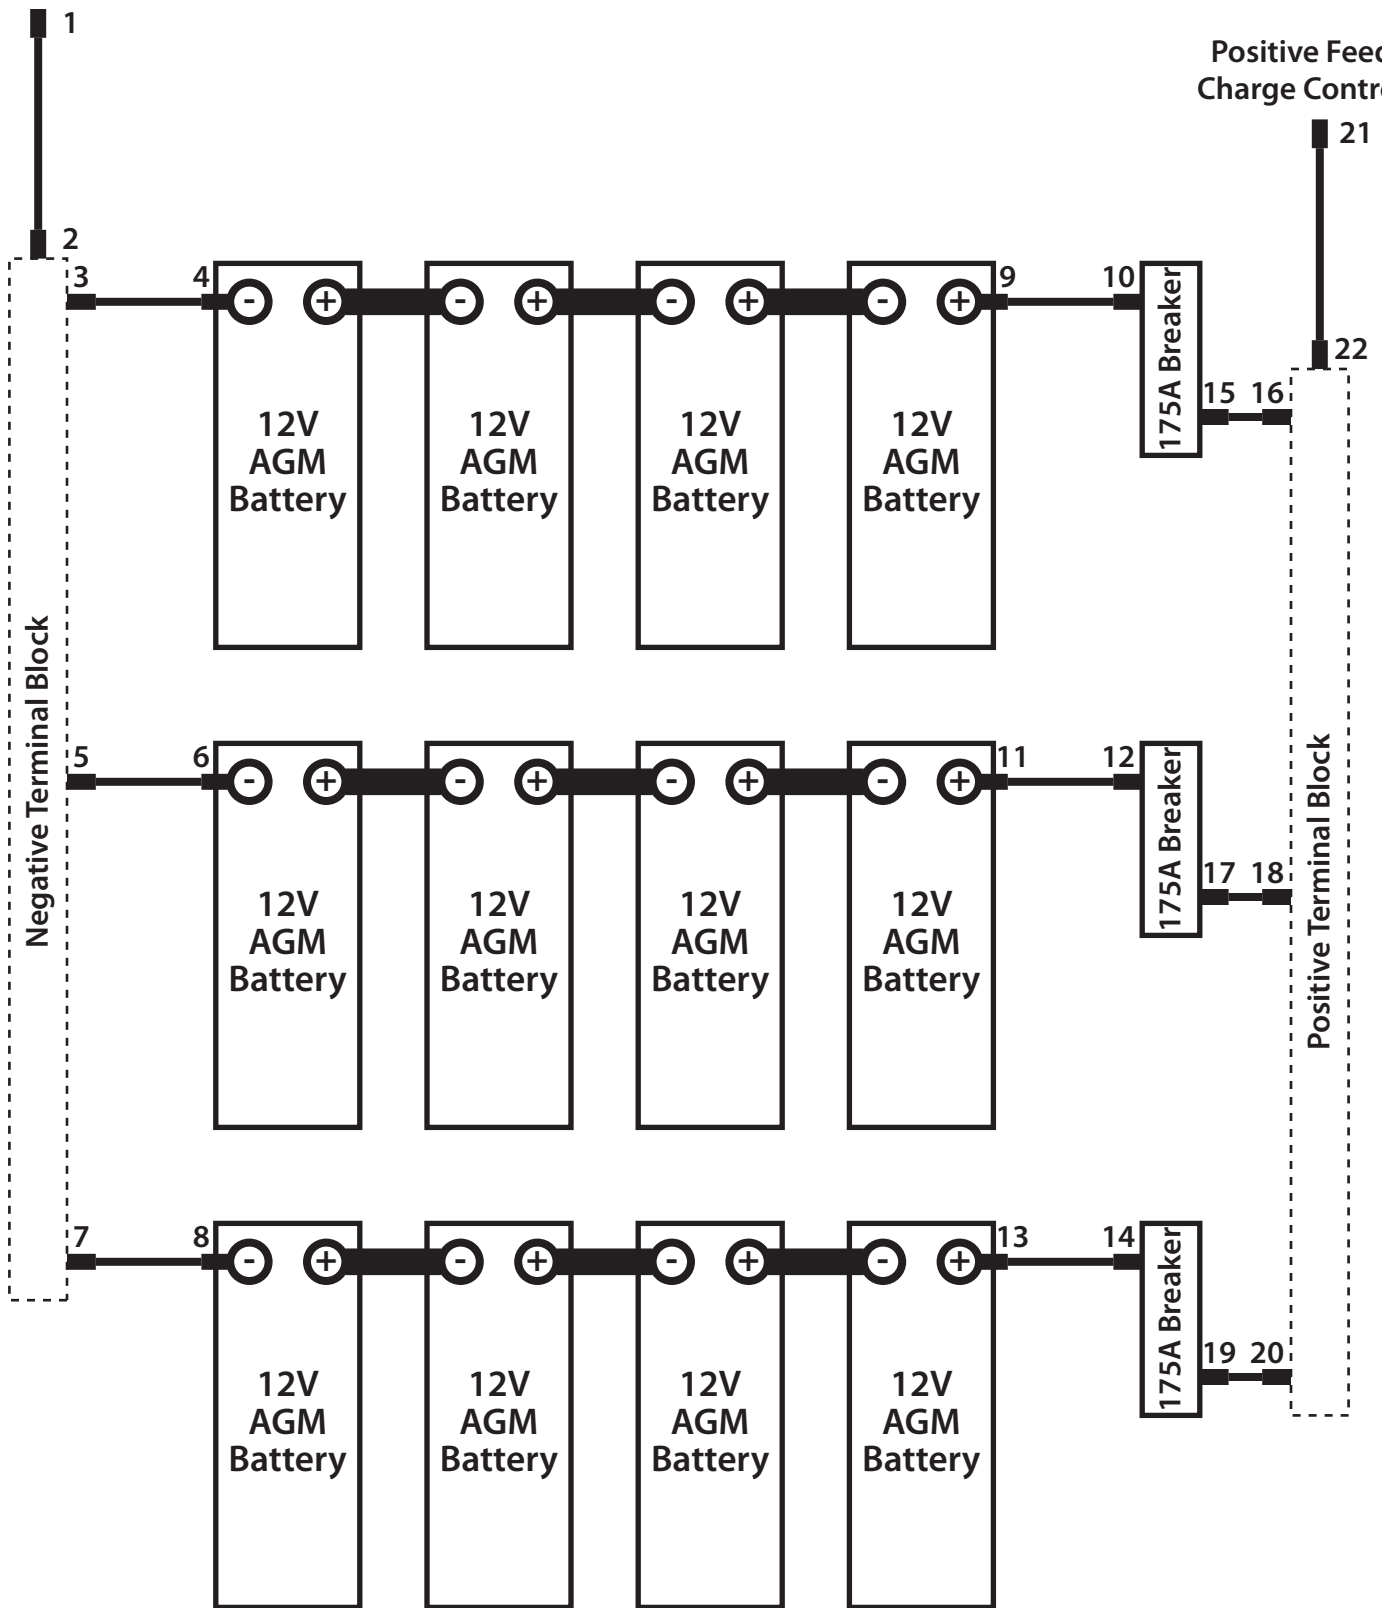 1
Positive Feed
Charge Contro
21
2
22
3
4
- + - + - + - +
9
10
175A Breaker
15 16
12V
AGM
Battery
12V
AGM
Battery
12V
AGM
Battery
12V
AGM
Battery
Negative Terminal Block
Positive Terminal Block
5
6
- + - + - + - +
11
12
175A Breaker
17 18
12V
AGM
Battery
12V
AGM
Battery
12V
AGM
Battery
12V
AGM
Battery
7
8
- + - + - + - +
13
14
175A Breaker
19 20
12V
AGM
Battery
12V
AGM
Battery
12V
AGM
Battery
12V
AGM
Battery